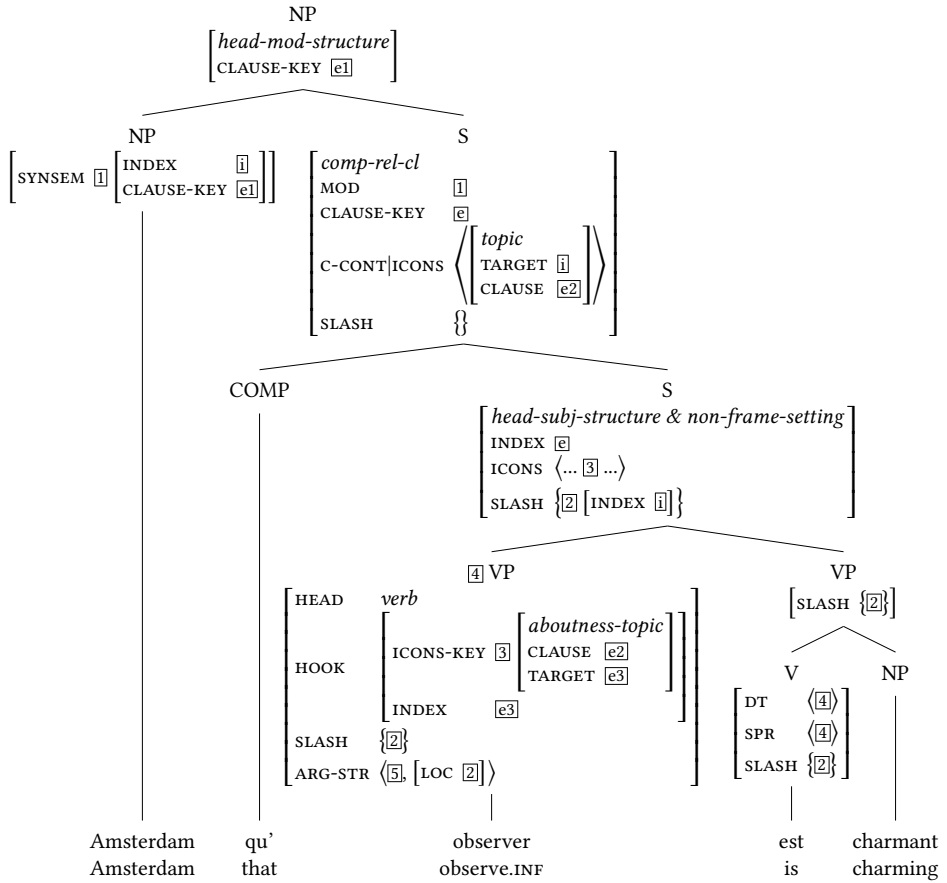 NP
[head-mod-structure
CLAUSE-KEY e1]
NP
[SYNSEM 1 [INDEX i
CLAUSE-KEY e1]]
S
[comp-rel-cl
MOD 1
CLAUSE-KEY e
C-CONT|ICONS ⟨[topic
TARGET i
CLAUSE e2]⟩
SLASH {}]
COMP
S
[head-subj-structure & non-frame-setting
INDEX e
ICONS ⟨... 3 ...⟩
SLASH {2 [INDEX i]}]
4 VP
[HEAD verb
HOOK [ICONS-KEY 3 [aboutness-topic
CLAUSE e2
TARGET e3]
INDEX e3]
SLASH {2}
ARG-STR ⟨5, [LOC 2]⟩]
VP
[SLASH {2}]
V
[DT ⟨4⟩
SPR ⟨4⟩
SLASH {2}]
NP
Amsterdam qu’ observer est charmant
Amsterdam that observe.INF is charming